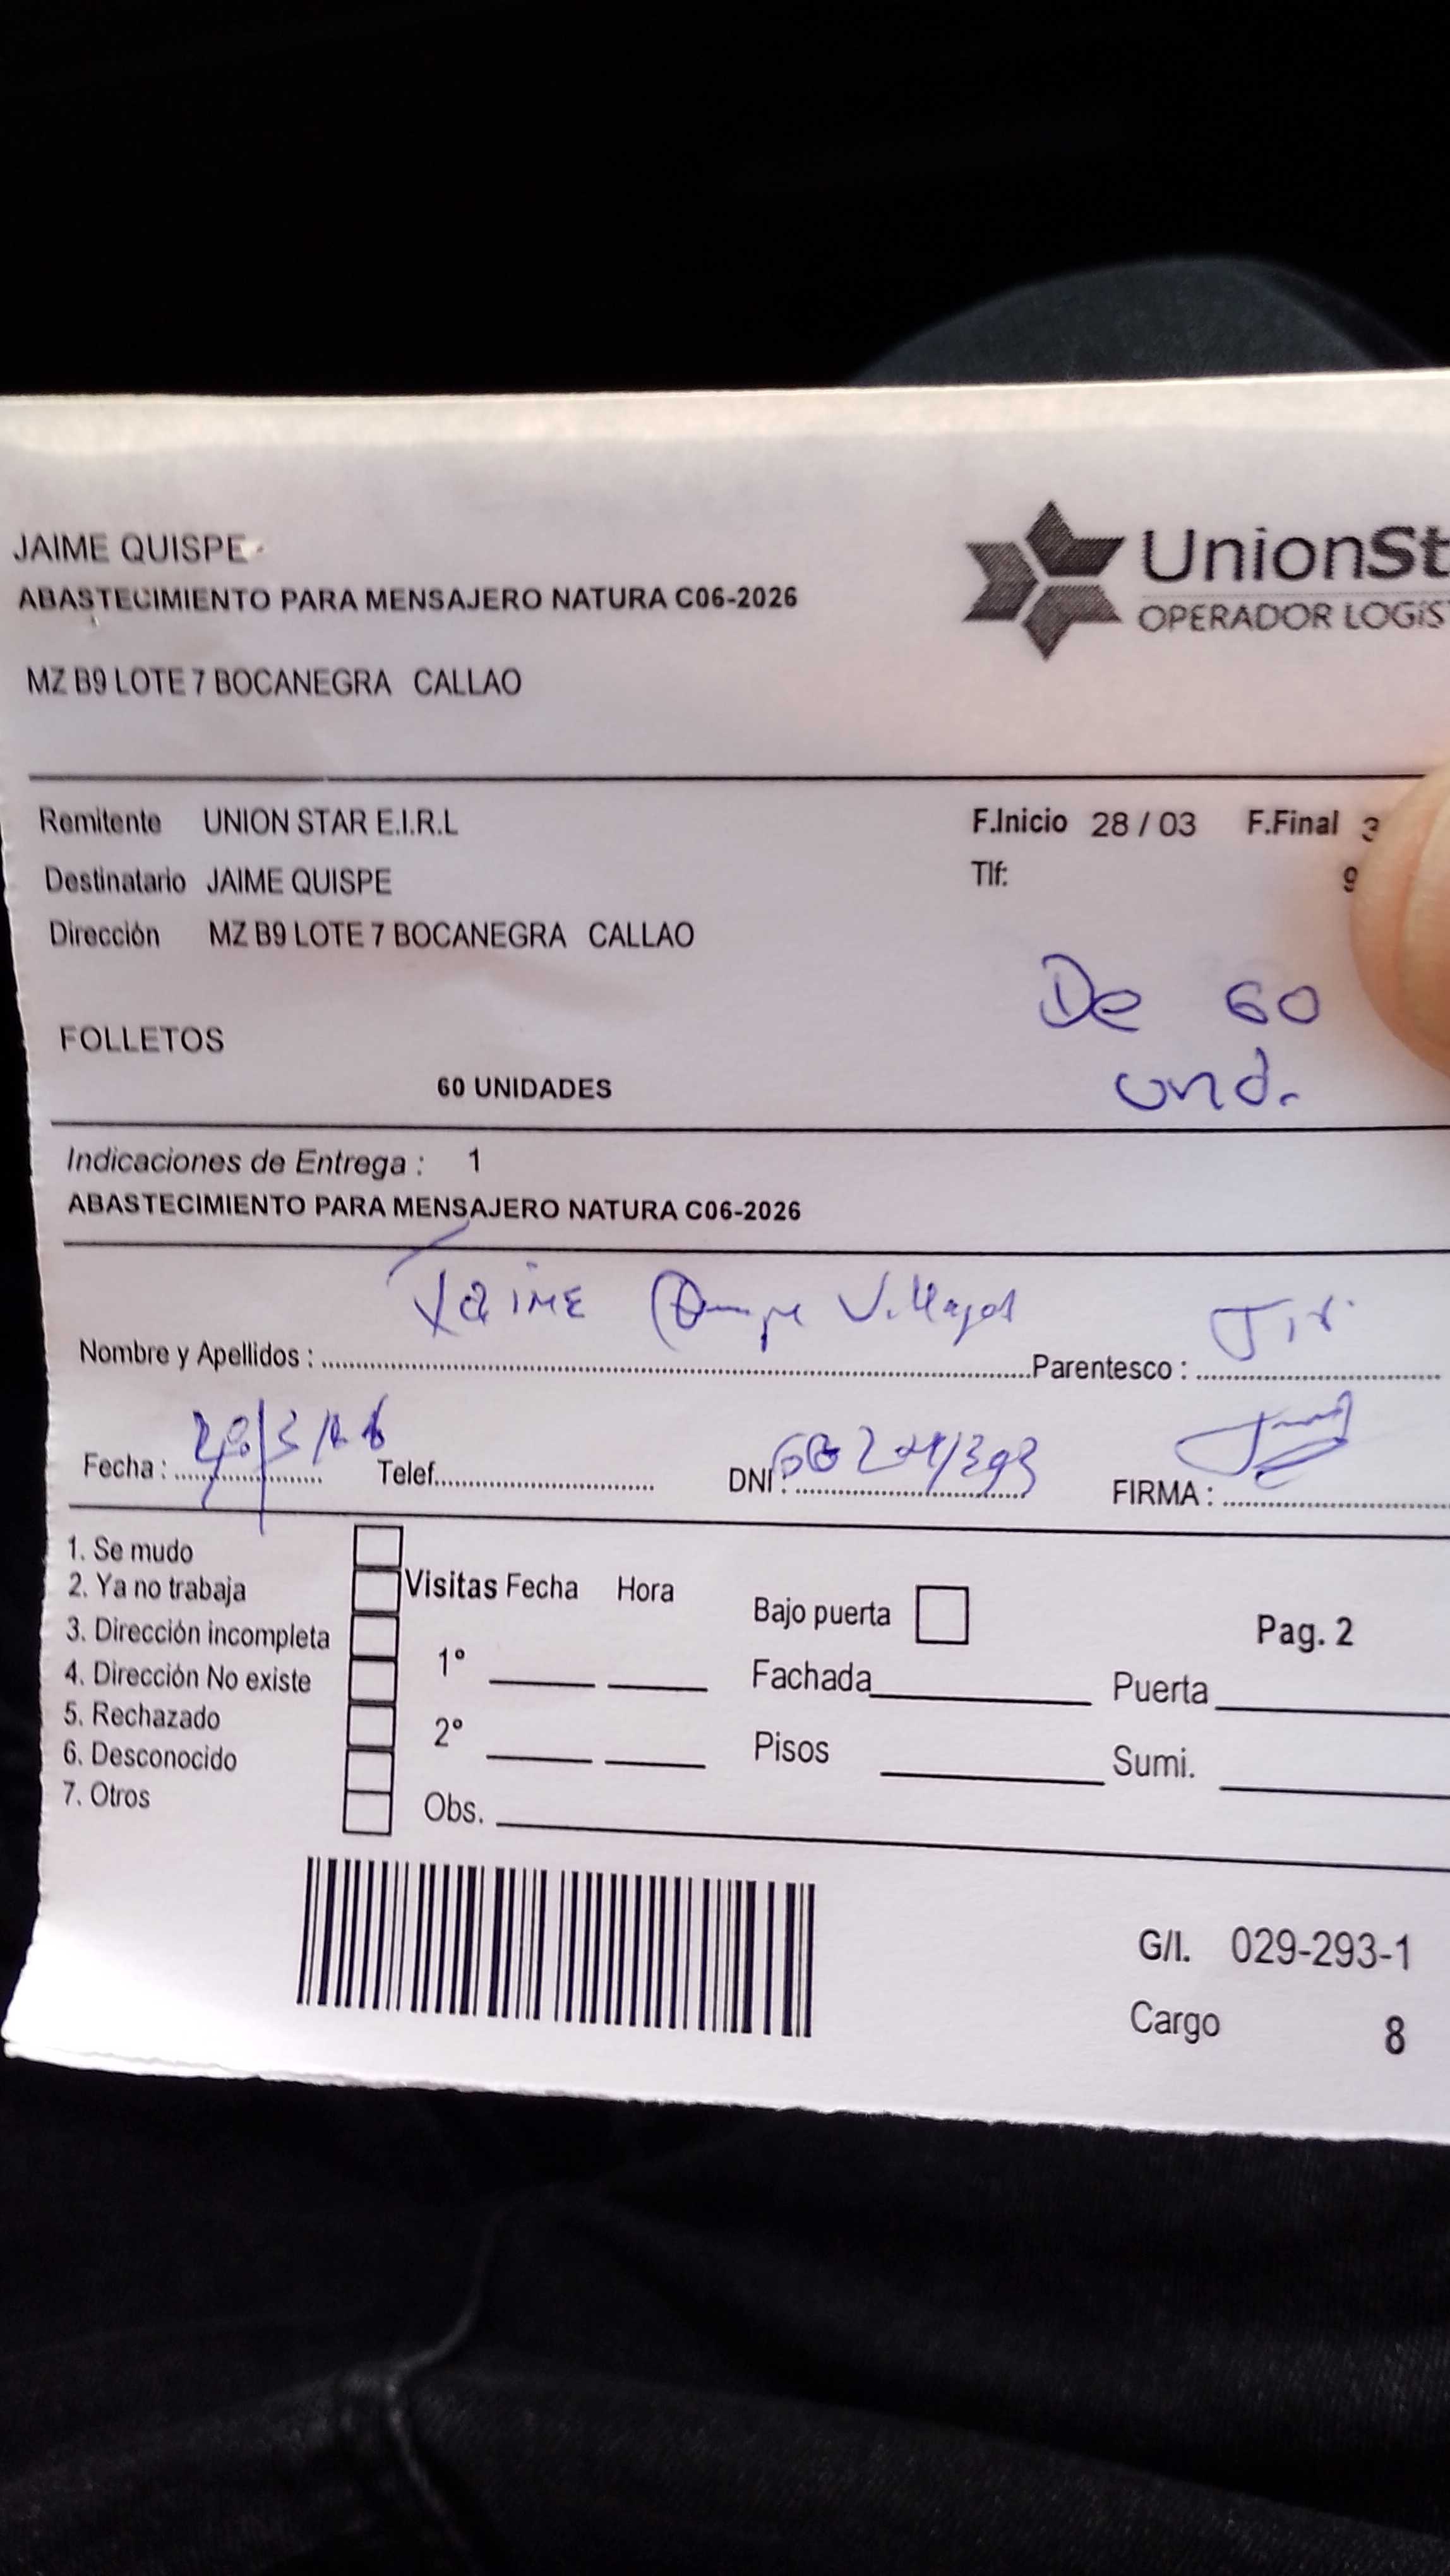 JAIME QUISPE
ABASTECIMIENTO PARA MENSAJERO NATURA C06-2026
MZ B9 LOTE 7 BOCANEGRA CALLAO
UnionSt
OPERADOR LOGíS
Remitente UNION STAR E.I.R.L F.Inicio 28 / 03 F.Final 3
Destinatario JAIME QUISPE Tlf: 9
Dirección MZ B9 LOTE 7 BOCANEGRA CALLAO
De 60
und.
FOLLETOS
60 UNIDADES
Indicaciones de Entrega : 1
ABASTECIMIENTO PARA MENSAJERO NATURA C06-2026
Nombre y Apellidos : Jaime Quispe Parentesco :
Fecha : Telef. DNI : FIRMA :
1. Se mudo
2. Ya no trabaja
3. Dirección incompleta
4. Dirección No existe
5. Rechazado
6. Desconocido
7. Otros
Visitas Fecha Hora
1°
2°
Obs.
Bajo puerta Pag. 2
Fachada Puerta
Pisos Sumi.
G/I. 029-293-1
Cargo 8